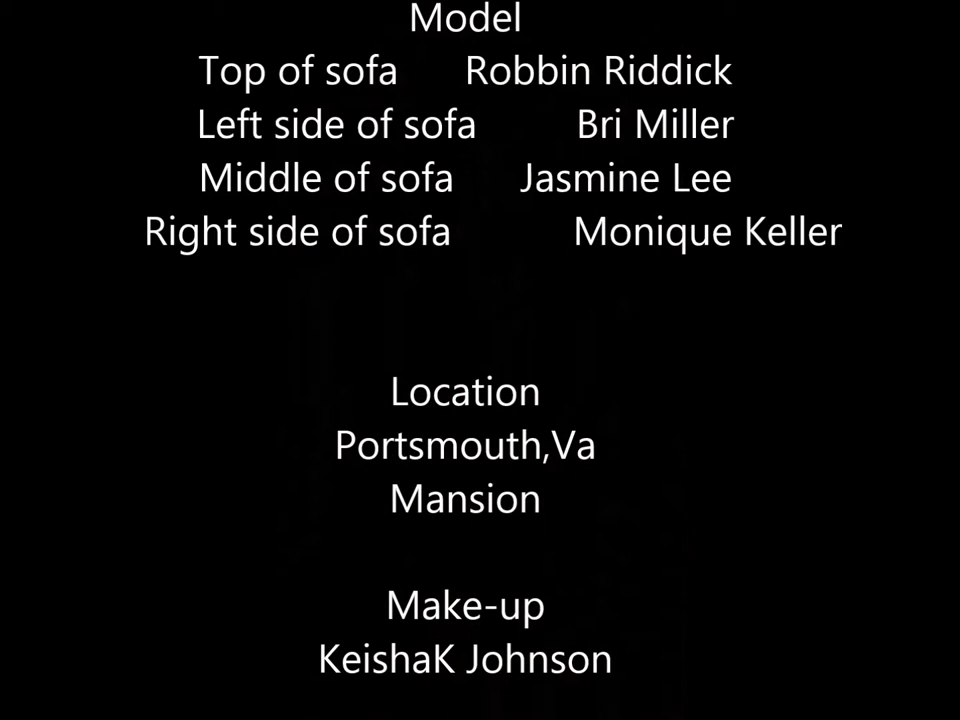 Model
Top of sofa Robbin Riddick
Left side of sofa Bri Miller
Middle of sofa Jasmine Lee
Right side of sofa Monique Keller
Location
Portsmouth,Va
Mansion
Make-up
KeishaK Johnson